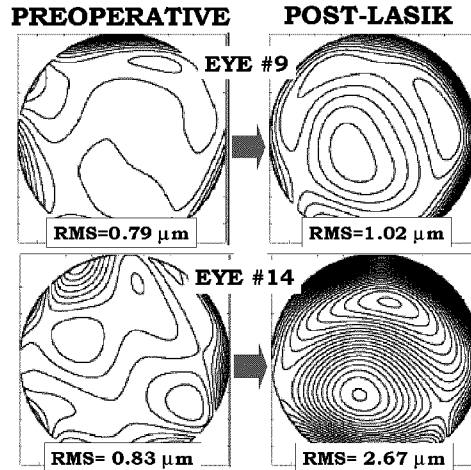 PREOPERATIVE POST-LASIK
EYE #9
RMS=0.79 μm RMS=1.02 μm
EYE #14
RMS= 0.83 μm RMS= 2.67 μm